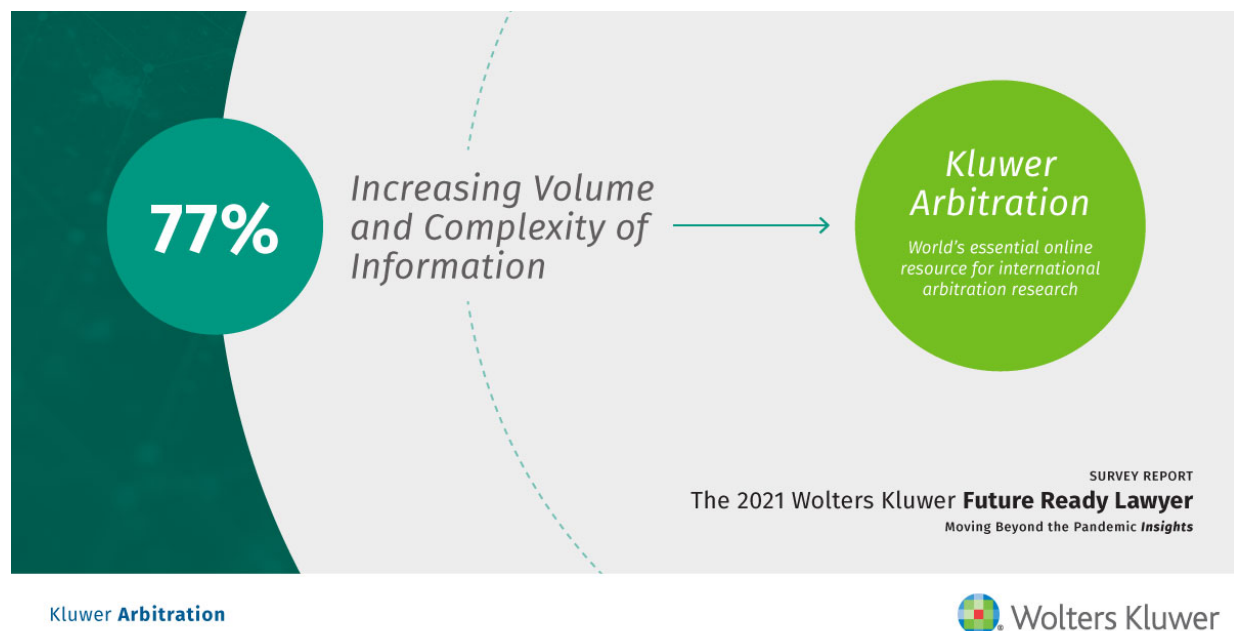 77%
Increasing Volume
and Complexity of
Information
Kluwer
Arbitration
World's essential online
resource for international
arbitration research
SURVEY REPORT
The 2021 Wolters Kluwer Future Ready Lawyer
Moving Beyond the Pandemic Insights
Kluwer Arbitration
Wolters Kluwer